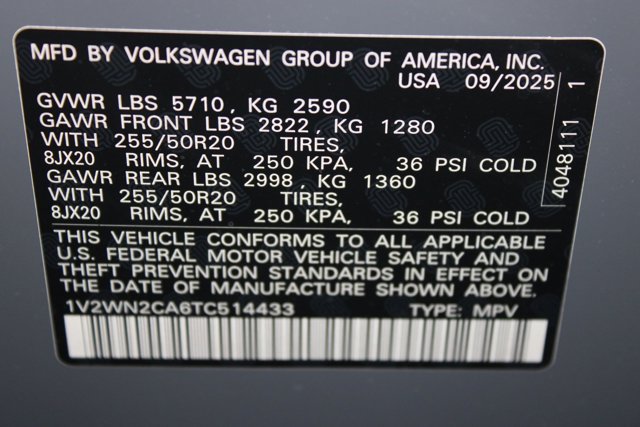 MFD BY VOLKSWAGEN GROUP OF AMERICA, INC.
USA 09/2025
GVWR LBS 5710, KG 2590
GAWR FRONT LBS 2822, KG 1280
WITH 255/50R20 TIRES,
8JX20 RIMS, AT 250 KPA, 36 PSI COLD
GAWR REAR LBS 2998, KG 1360
WITH 255/50R20 TIRES,
8JX20 RIMS, AT 250 KPA, 36 PSI COLD
THIS VEHICLE CONFORMS TO ALL APPLICABLE
U.S. FEDERAL MOTOR VEHICLE SAFETY AND
THEFT PREVENTION STANDARDS IN EFFECT ON
THE DATE OF MANUFACTURE SHOWN ABOVE.
1V2WN2CA6TC514433 TYPE: MPV
4048111 1